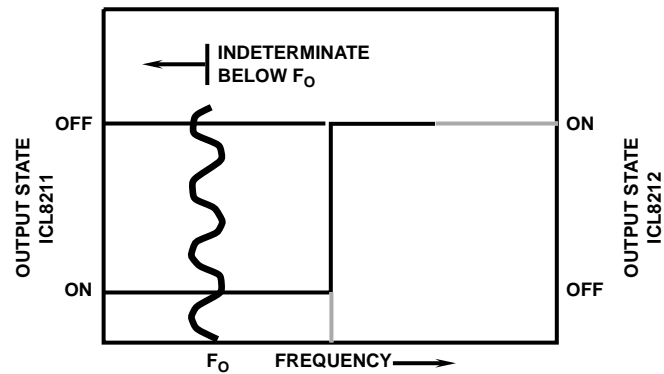 INDETERMINATE
BELOW FO
OFF
ON
OUTPUT STATE
ICL8211
OUTPUT STATE
ICL8212
ON
OFF
FO
FREQUENCY